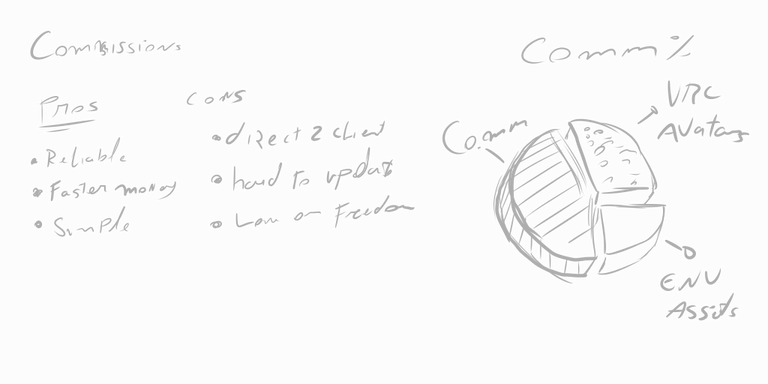 Commissions
Pros
• Reliable
• Faster money
• Simple
Cons
• direct 2 client
• hard to update
• Low on Freedom
Comm %
Comm
VRC
Avatars
ENV
Assets